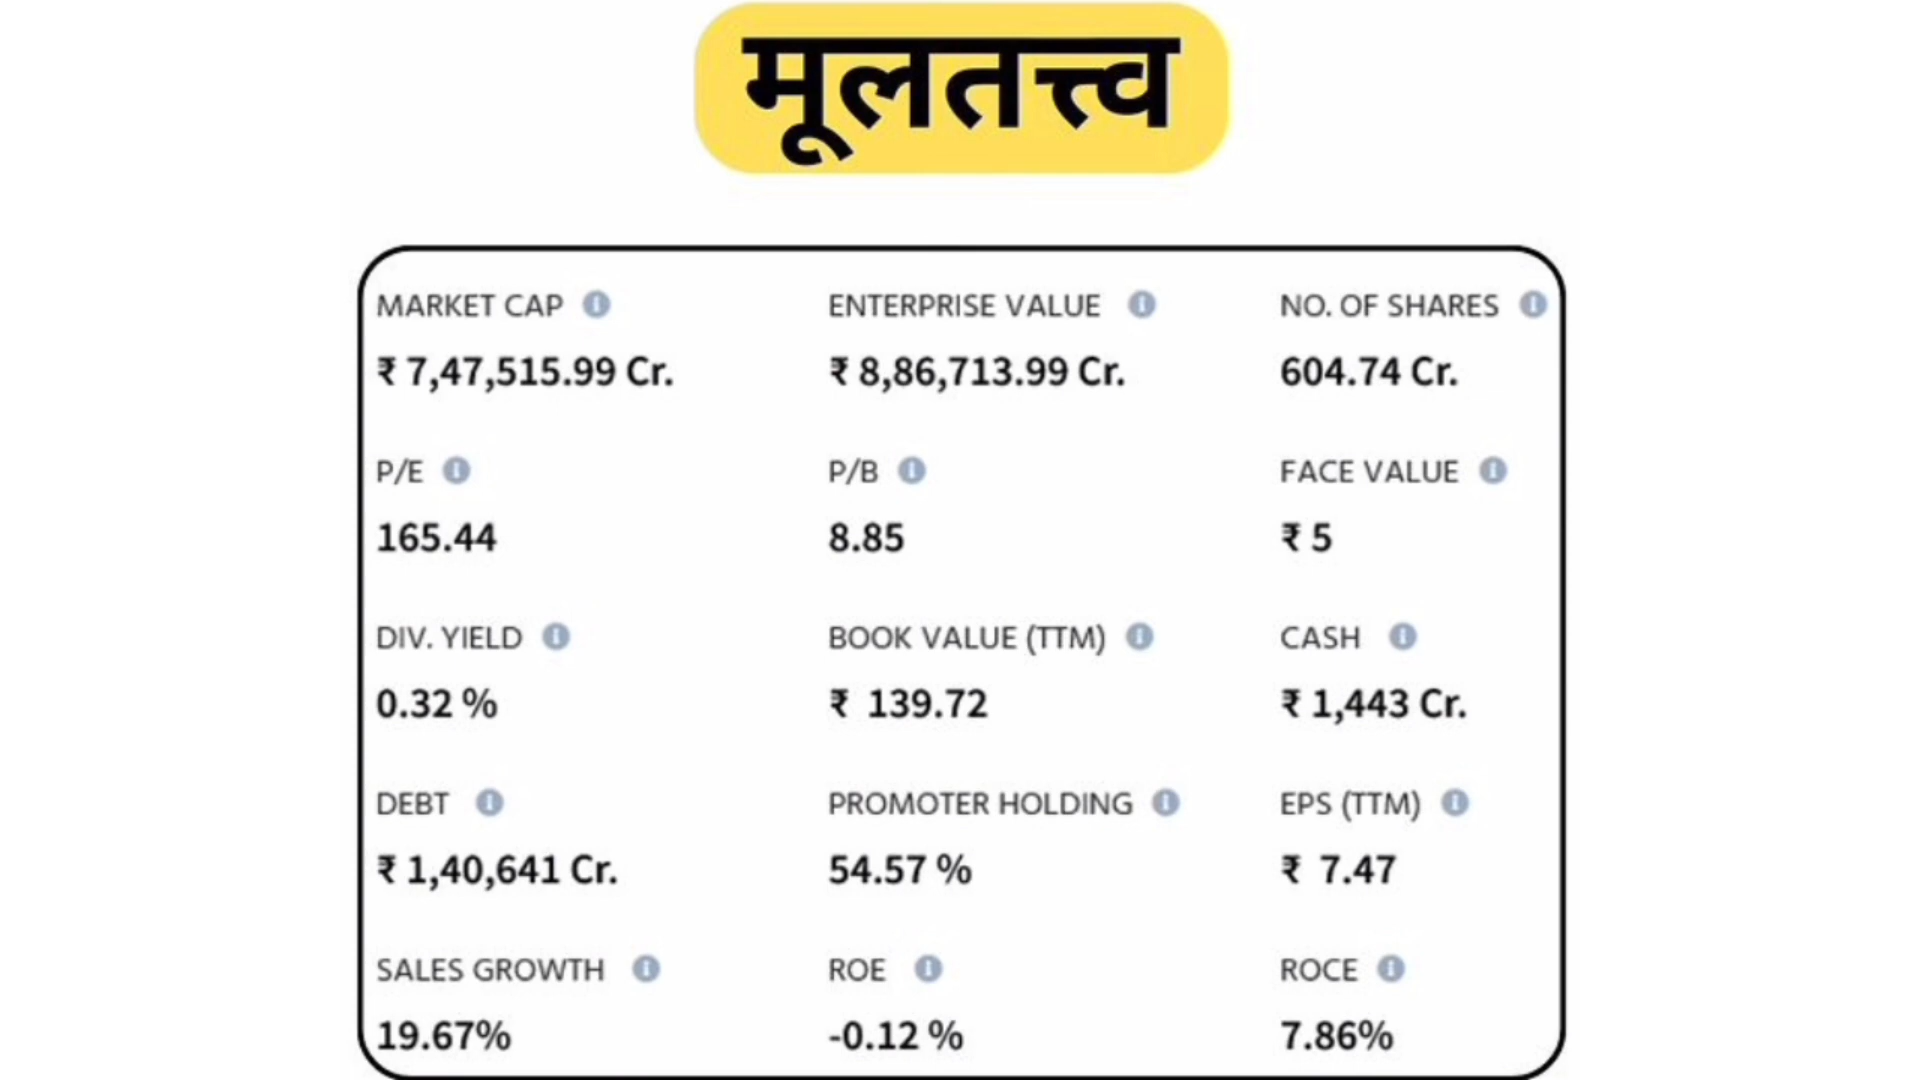 मूलतत्त्व
MARKET CAP ENTERPRISE VALUE NO. OF SHARES
₹ 7,47,515.99 Cr. ₹ 8,86,713.99 Cr. 604.74 Cr.
P/E P/B FACE VALUE
165.44 8.85 ₹ 5
DIV. YIELD BOOK VALUE (TTM) CASH
0.32 % ₹ 139.72 ₹ 1,443 Cr.
DEBT PROMOTER HOLDING EPS (TTM)
₹ 1,40,641 Cr. 54.57 % ₹ 7.47
SALES GROWTH ROE ROCE
19.67% -0.12 % 7.86%